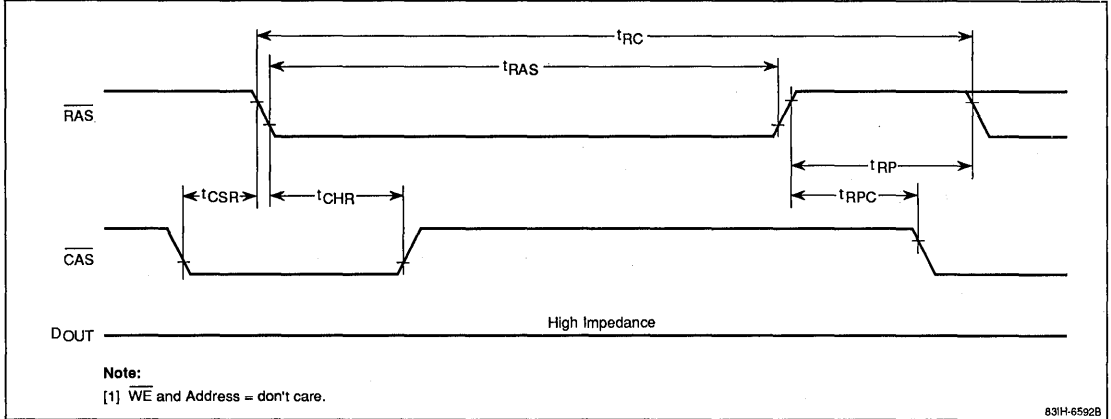 tRC
tRAS
RAS
tRP
tCSR
tCHR
tRPC
CAS
DOUT
High Impedance
Note:
[1] WE and Address = don't care.
83IH-6592B